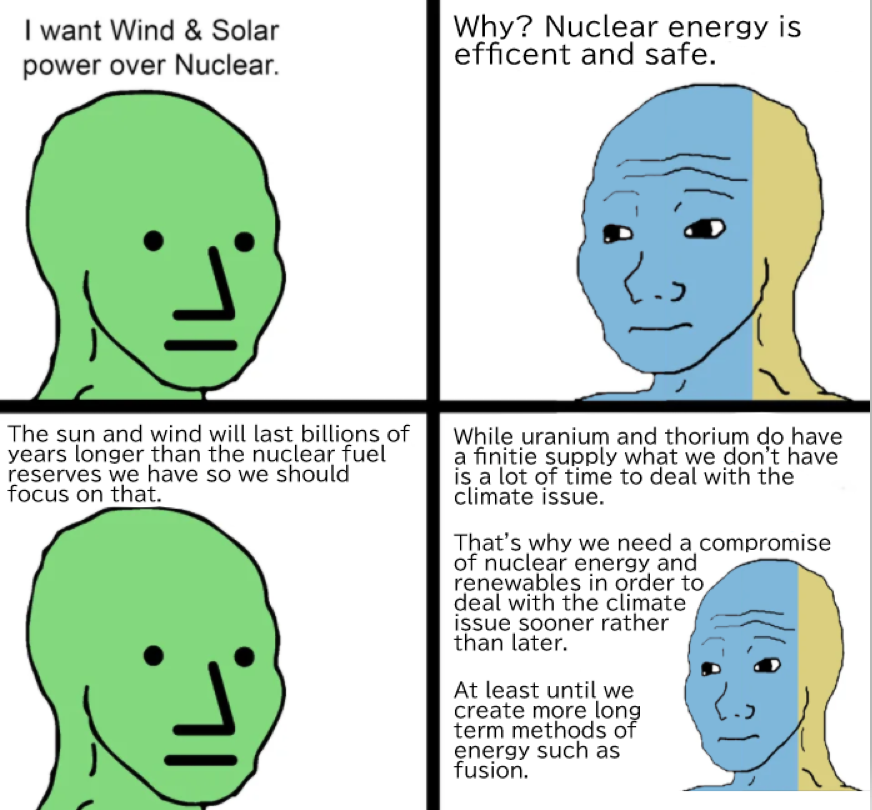 I want Wind & Solar
power over Nuclear.
Why? Nuclear energy is
efficent and safe.
The sun and wind will last billions of
years longer than the nuclear fuel
reserves we have so we should
focus on that.
While uranium and thorium do have
a finitie supply what we don't have
is a lot of time to deal with the
climate issue.
That's why we need a compromise
of nuclear energy and
renewables in order to
deal with the climate
issue sooner rather
than later.
At least until we
create more long
term methods of
energy such as
fusion.